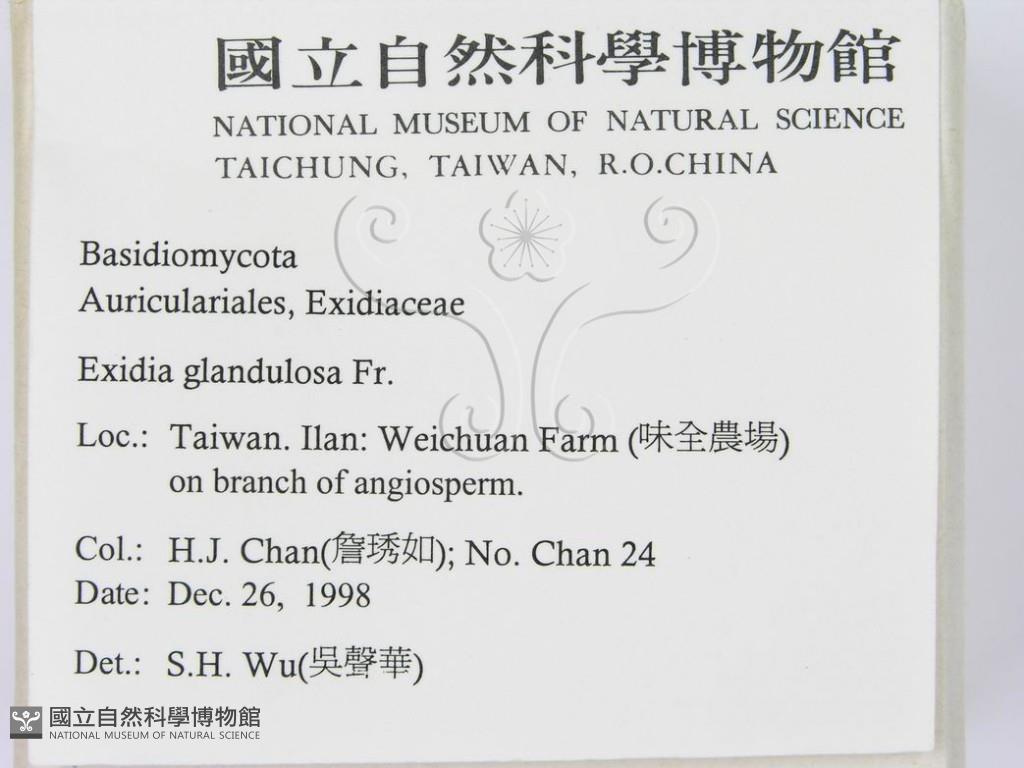 國立自然科學博物館
NATIONAL MUSEUM OF NATURAL SCIENCE
TAICHUNG, TAIWAN, R.O.CHINA
Basidiomycota
Auriculariales, Exidiaceae
Exidia glandulosa Fr.
Loc.: Taiwan. Ilan: Weichuan Farm (味全農場)
on branch of angiosperm.
Col.: H.J. Chan(詹琇如); No. Chan 24
Date: Dec. 26, 1998
Det.: S.H. Wu(吳聲華)
國立自然科學博物館
NATIONAL MUSEUM OF NATURAL SCIENCE